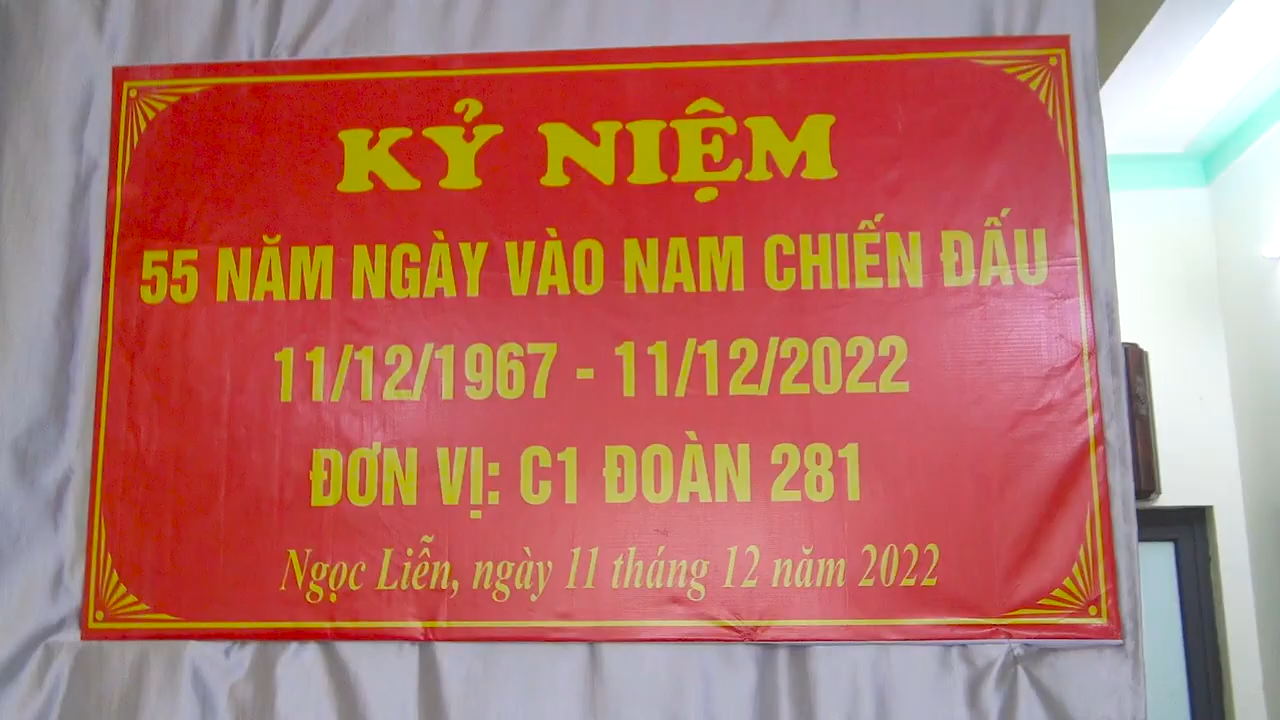 KỶ NIỆM
55 NĂM NGÀY VÀO NAM CHIẾN ĐẤU
11/12/1967 - 11/12/2022
ĐƠN VỊ: C1 ĐOÀN 281
Ngọc Liễn, ngày 11 tháng 12 năm 2022